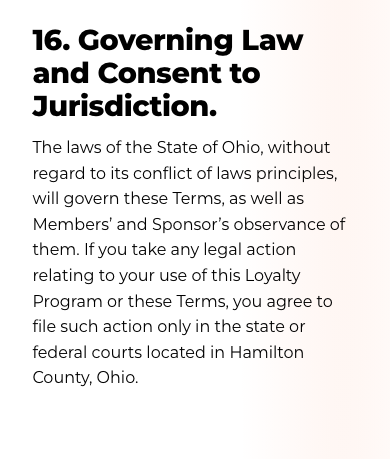 16. Governing Law
and Consent to
Jurisdiction.
The laws of the State of Ohio, without
regard to its conflict of laws principles,
will govern these Terms, as well as
Members’ and Sponsor’s observance of
them. If you take any legal action
relating to your use of this Loyalty
Program or these Terms, you agree to
file such action only in the state or
federal courts located in Hamilton
County, Ohio.